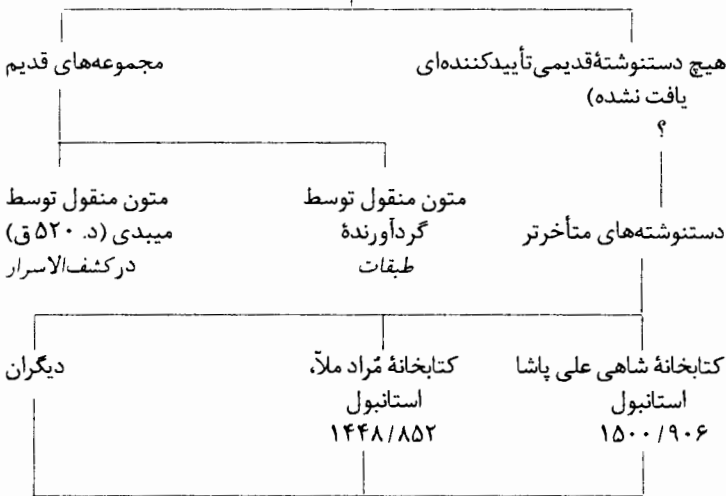 هیچ دستنوشتهٔ قدیمی تأییدکننده‌ای
یافت نشده)
؟
مجموعه‌های قدیم
دستنوشته‌های متأخرتر
متون منقول توسط
گردآورندهٔ
طبقات
متون منقول توسط
میبدی (د. ۵۲۰ ق)
در کشف‌الاسرار
کتابخانهٔ شاهی علی پاشا
استانبول
۱۵۰۰/۹۰۶
کتابخانهٔ مُراد ملاّ،
استانبول
۱۴۴۸/۸۵۲
دیگران